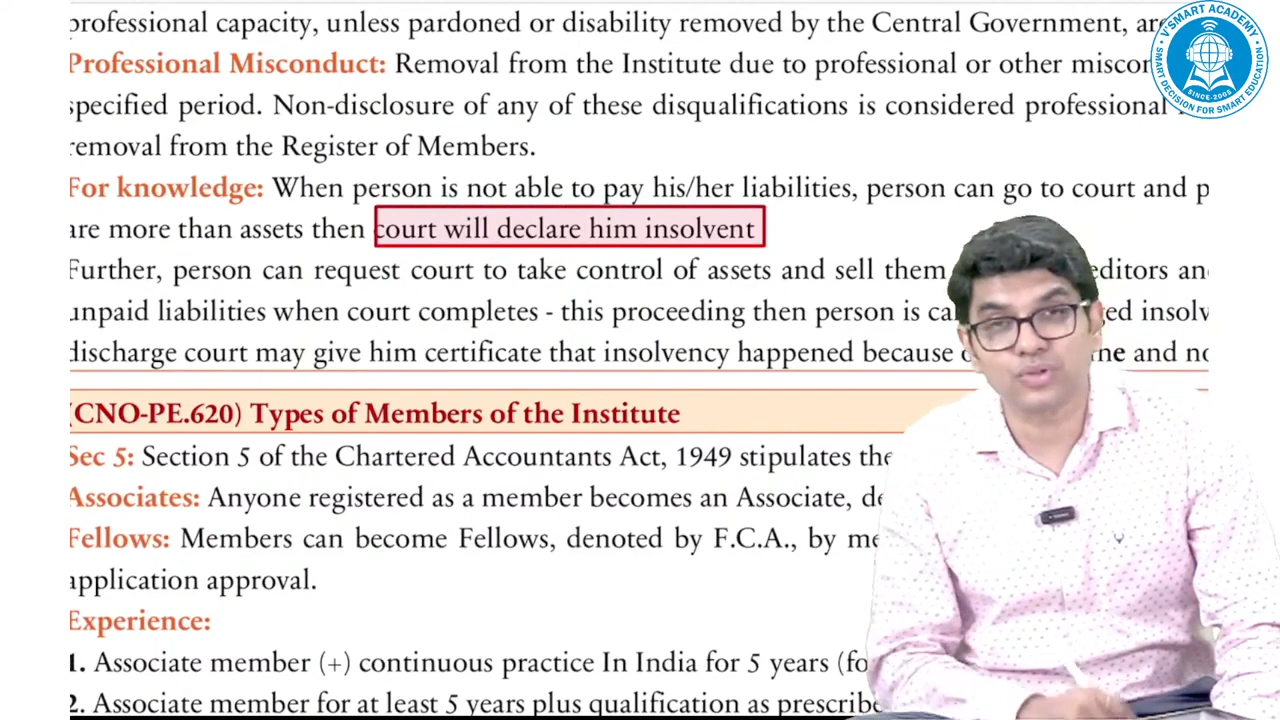 professional capacity, unless pardoned or disability removed by the Central Government, are
Professional Misconduct: Removal from the Institute due to professional or other
specified period. Non-disclosure of any of these disqualifications is considered professional
removal from the Register of Members.
For knowledge: When person is not able to pay his/her liabilities, person can go to court and
are more than assets then court will declare him insolvent
Further, person can request court to take control of assets and sell them
unpaid liabilities when court completes - this proceeding then person is
discharge court may give him certificate that insolvency happened because
(CNO-PE.620) Types of Members of the Institute
Sec 5: Section 5 of the Chartered Accountants Act, 1949 stipulates the
Associates: Anyone registered as a member becomes an Associate,
Fellows: Members can become Fellows, denoted by F.C.A., by
application approval.
Experience:
1. Associate member (+) continuous practice In India for 5 years
2. Associate member for at least 5 years plus qualification as
VSMART ACADEMY
SMART DECISION FOR SMART EDUCATION
SINCE-2005